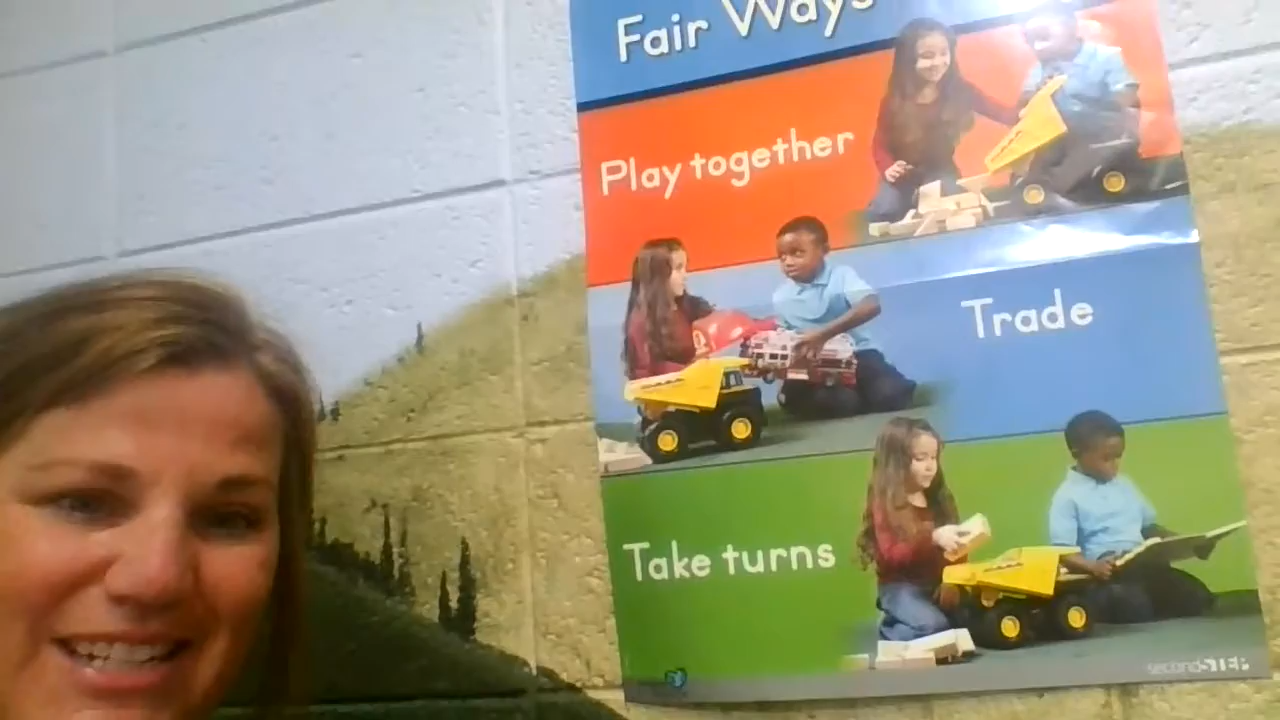 Fair Ways
Play together
Trade
Take turns
secondSTEP